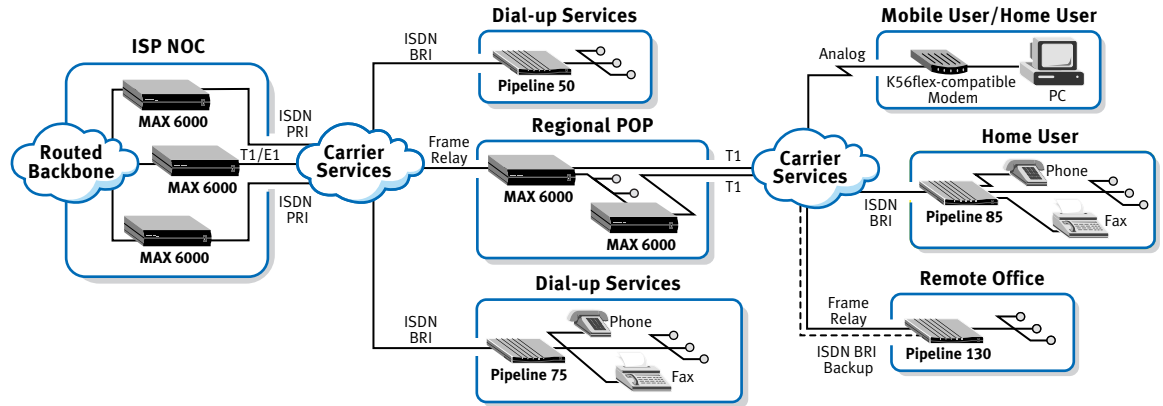 ISP NOC
MAX 6000
Routed
Backbone
MAX 6000
MAX 6000
ISDN
PRI
T1/E1
ISDN
PRI
Carrier
Services
ISDN
BRI
Dial-up Services
Pipeline 50
Frame
Relay
Regional POP
MAX 6000
MAX 6000
T1
T1
ISDN
BRI
Dial-up Services
Phone
Pipeline 75
Fax
Carrier
Services
Mobile User/Home User
Analog
K56flex-compatible
Modem
PC
Home User
ISDN
BRI
Phone
Pipeline 85
Fax
Remote Office
Frame
Relay
ISDN BRI
Backup
Pipeline 130